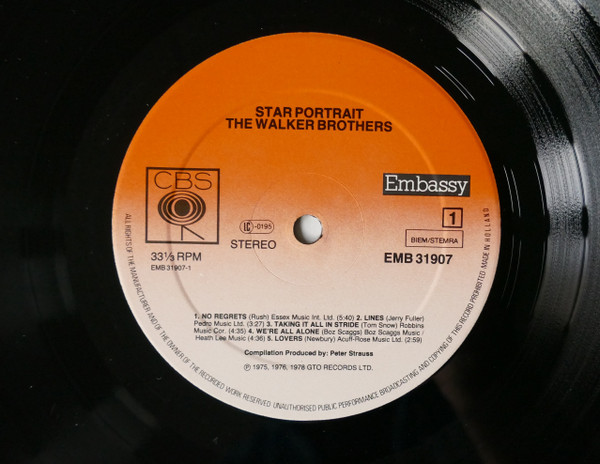 STAR PORTRAIT
THE WALKER BROTHERS
CBS
Embassy
LC-0195
1
STEREO
BIEM/STEMRA
33⅓ RPM
EMB 31907
EMB 31907-1
1. NO REGRETS (Rush) Essex Music Int. Ltd. (5:40) 2. LINES (Jerry Fuller)
Pedro Music Ltd. (3:27) 3. TAKING IT ALL IN STRIDE (Tom Snow) Robbins
Music Cor. (4:35) 4. WE'RE ALL ALONE (Boz Scaggs) Boz Scaggs Music /
Heath Lee Music (4:36) 5. LOVERS (Newbury) Acuff-Rose Music Ltd. (2:59)
Compilation Produced by: Peter Strauss
℗ 1975, 1976, 1978 GTO RECORDS LTD.
ALL RIGHTS OF THE MANUFACTURER AND OF THE OWNER OF THE RECORDED WORK RESERVED UNAUTHORISED PUBLIC PERFORMANCE BROADCASTING AND COPYING OF THIS RECORD PROHIBITED · MADE IN HOLLAND